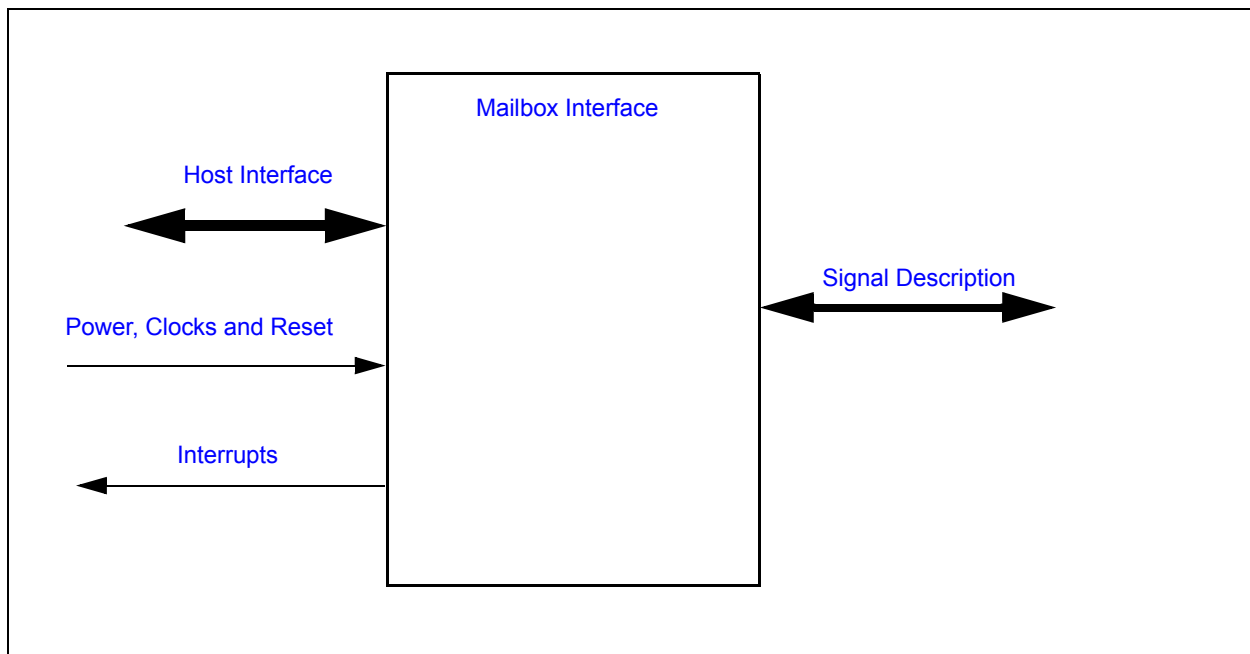 Mailbox Interface
Host Interface
Signal Description
Power, Clocks and Reset
Interrupts